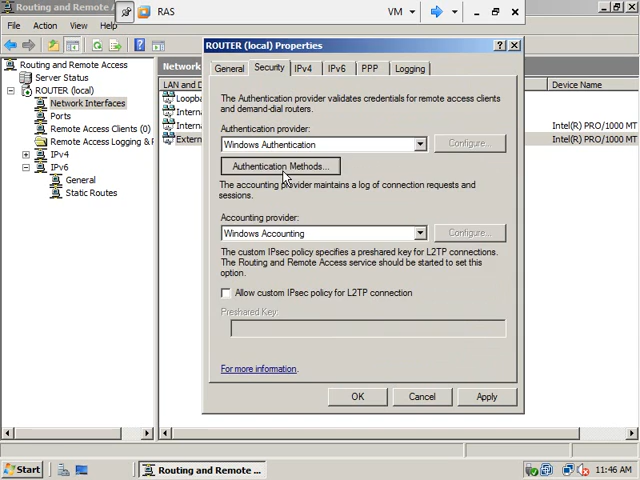 RAS
VM
File Action View Help
Routing and Remote Access
Server Status
ROUTER (local)
Network Interfaces
Ports
Remote Access Clients (0)
Remote Access Logging &
IPv4
IPv6
General
Static Routes
Network
LAN and D
Loopb
Intern
Intern
Extern
Device Name
Intel(R) PRO/1000 MT
Intel(R) PRO/1000 MT
ROUTER (local) Properties
General Security IPv4 IPv6 PPP Logging
The Authentication provider validates credentials for remote access clients
and demand-dial routers.
Authentication provider:
Windows Authentication Configure...
Authentication Methods...
The accounting provider maintains a log of connection requests and
sessions.
Accounting provider:
Windows Accounting Configure...
The custom IPsec policy specifies a preshared key for L2TP connections.
The Routing and Remote Access service should be started to set this
option.
Allow custom IPsec policy for L2TP connection
Preshared Key:
For more information.
OK Cancel Apply
Start Routing and Remote ... 11:46 AM